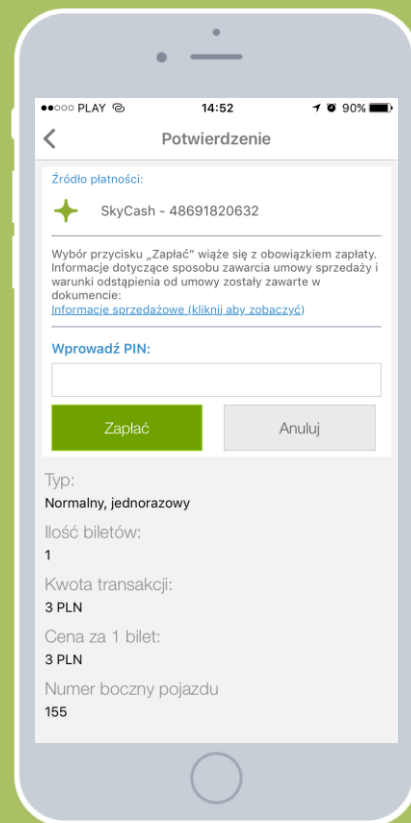 PLAY 14:52 90%
Potwierdzenie
Źródło płatności:
SkyCash - 48691820632
Wybór przycisku „Zapłać” wiąże się z obowiązkiem zapłaty.
Informacje dotyczące sposobu zawarcia umowy sprzedaży i
warunki odstąpienia od umowy zostały zawarte w
dokumencie:
Informacje sprzedażowe (kliknij aby zobaczyć)
Wprowadź PIN:
Zapłać Anuluj
Typ:
Normalny, jednorazowy
Ilość biletów:
1
Kwota transakcji:
3 PLN
Cena za 1 bilet:
3 PLN
Numer boczny pojazdu
155